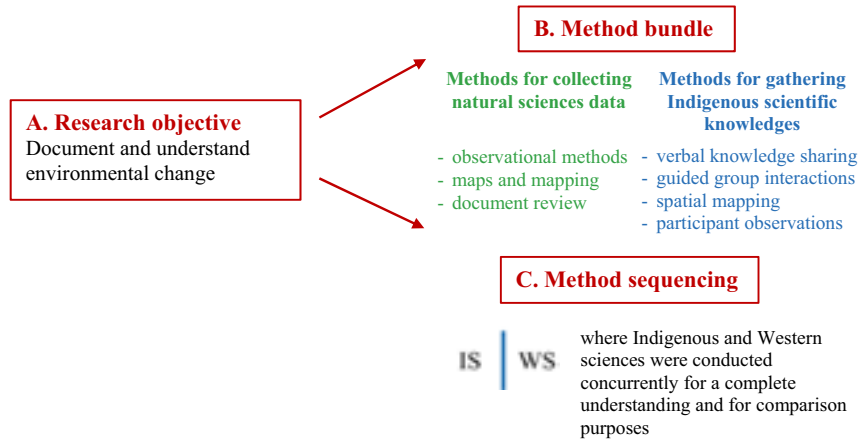 B. Method bundle
A. Research objective
Document and understand
environmental change
Methods for collecting
natural sciences data
- observational methods
- maps and mapping
- document review
Methods for gathering
Indigenous scientific
knowledges
- verbal knowledge sharing
- guided group interactions
- spatial mapping
- participant observations
C. Method sequencing
IS | WS
where Indigenous and Western
sciences were conducted
concurrently for a complete
understanding and for comparison
purposes